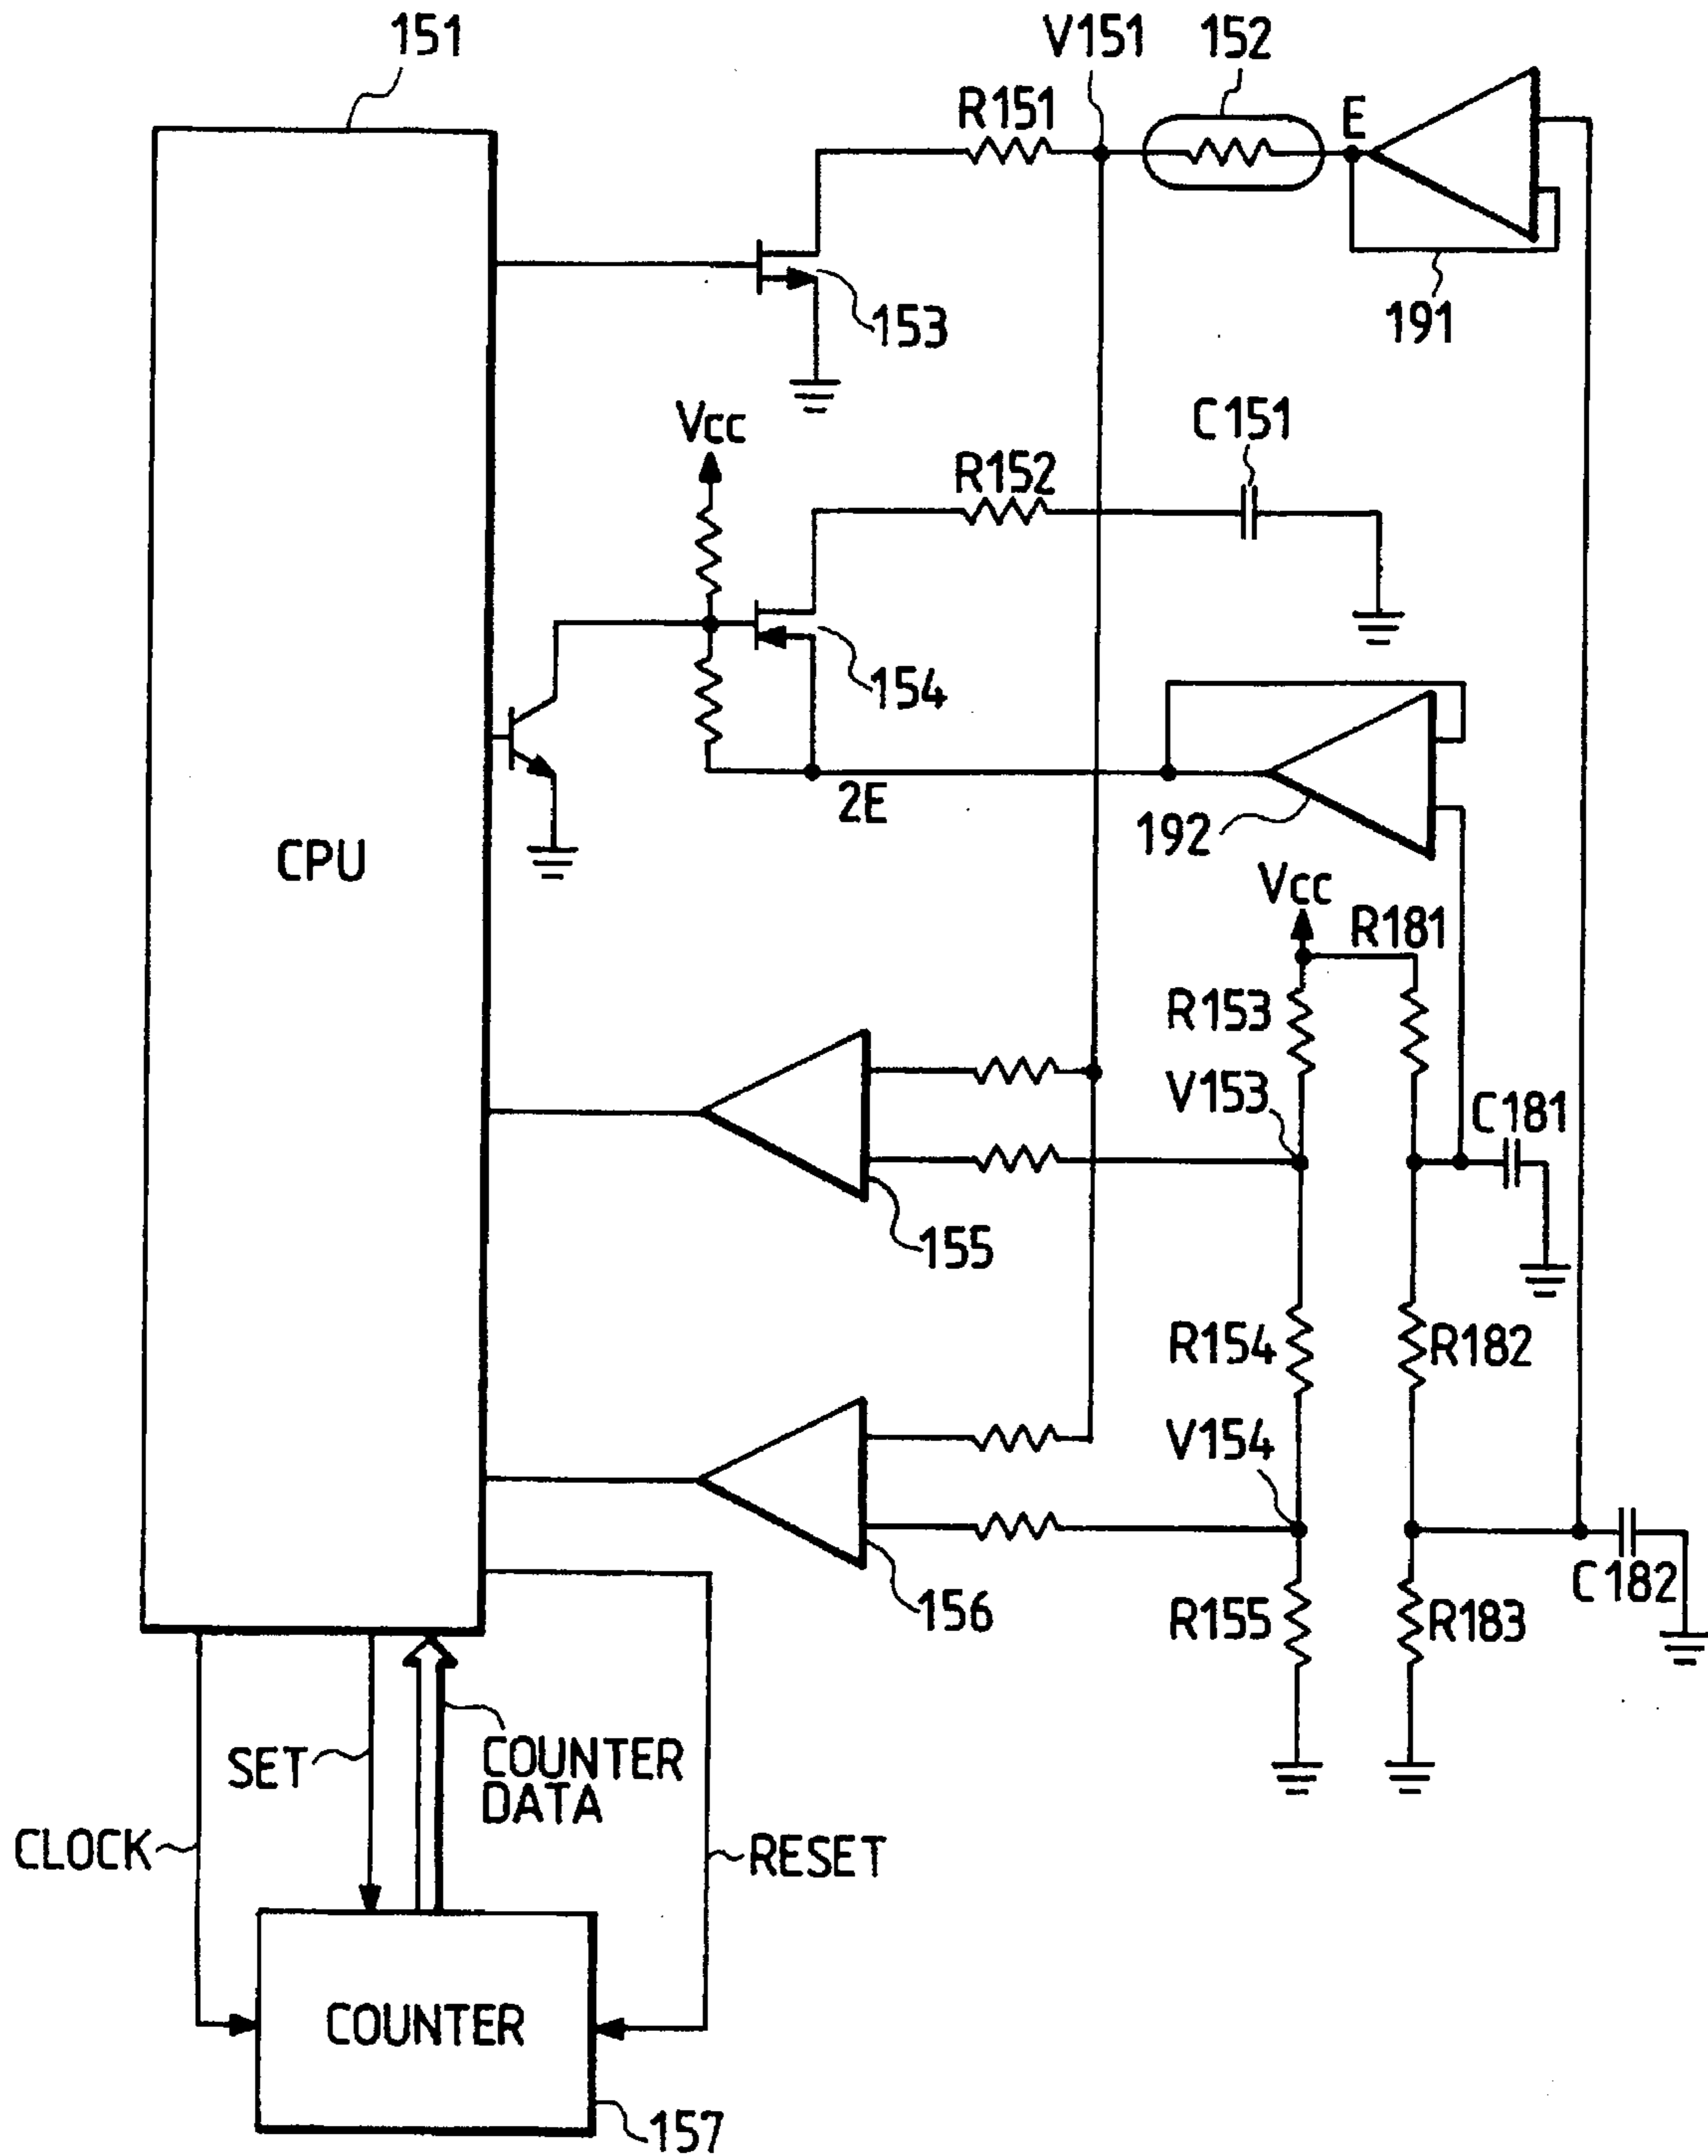 151
V151
152
R151
E
191
153
Vcc
C151
R152
154
2E
192
CPU
Vcc
R181
R153
V153
C181
155
R154
R182
V154
C182
156
R155
R183
SET
COUNTER
DATA
CLOCK
RESET
COUNTER
157